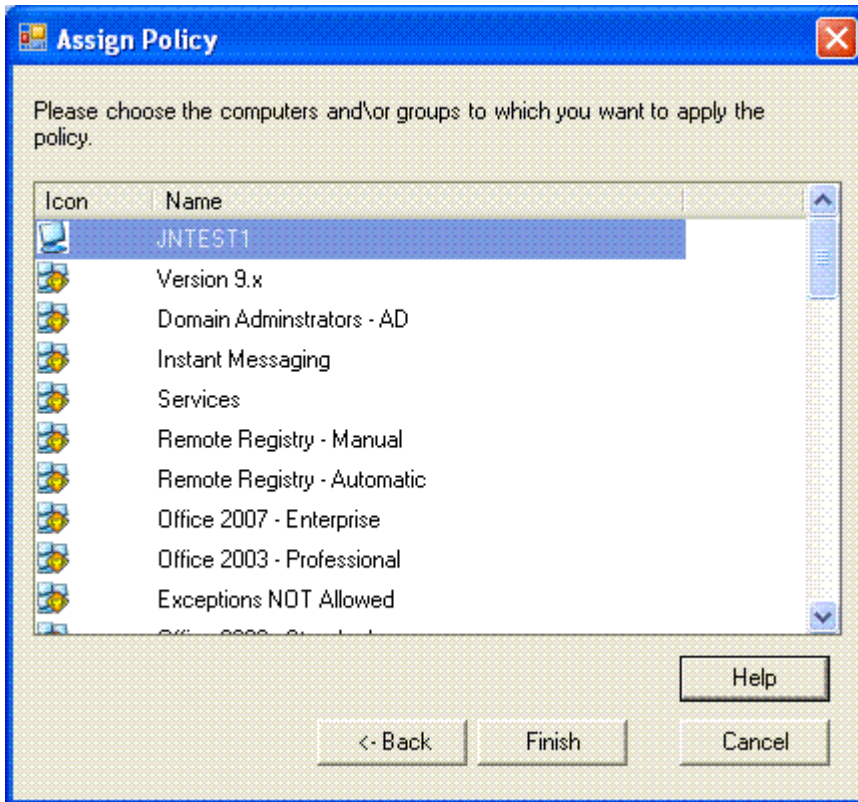 Assign Policy
Please choose the computers and\or groups to which you want to apply the
policy.
Icon Name
JNTEST1
Version 9.x
Domain Adminstrators - AD
Instant Messaging
Services
Remote Registry - Manual
Remote Registry - Automatic
Office 2007 - Enterprise
Office 2003 - Professional
Exceptions NOT Allowed
Help
<- Back Finish Cancel